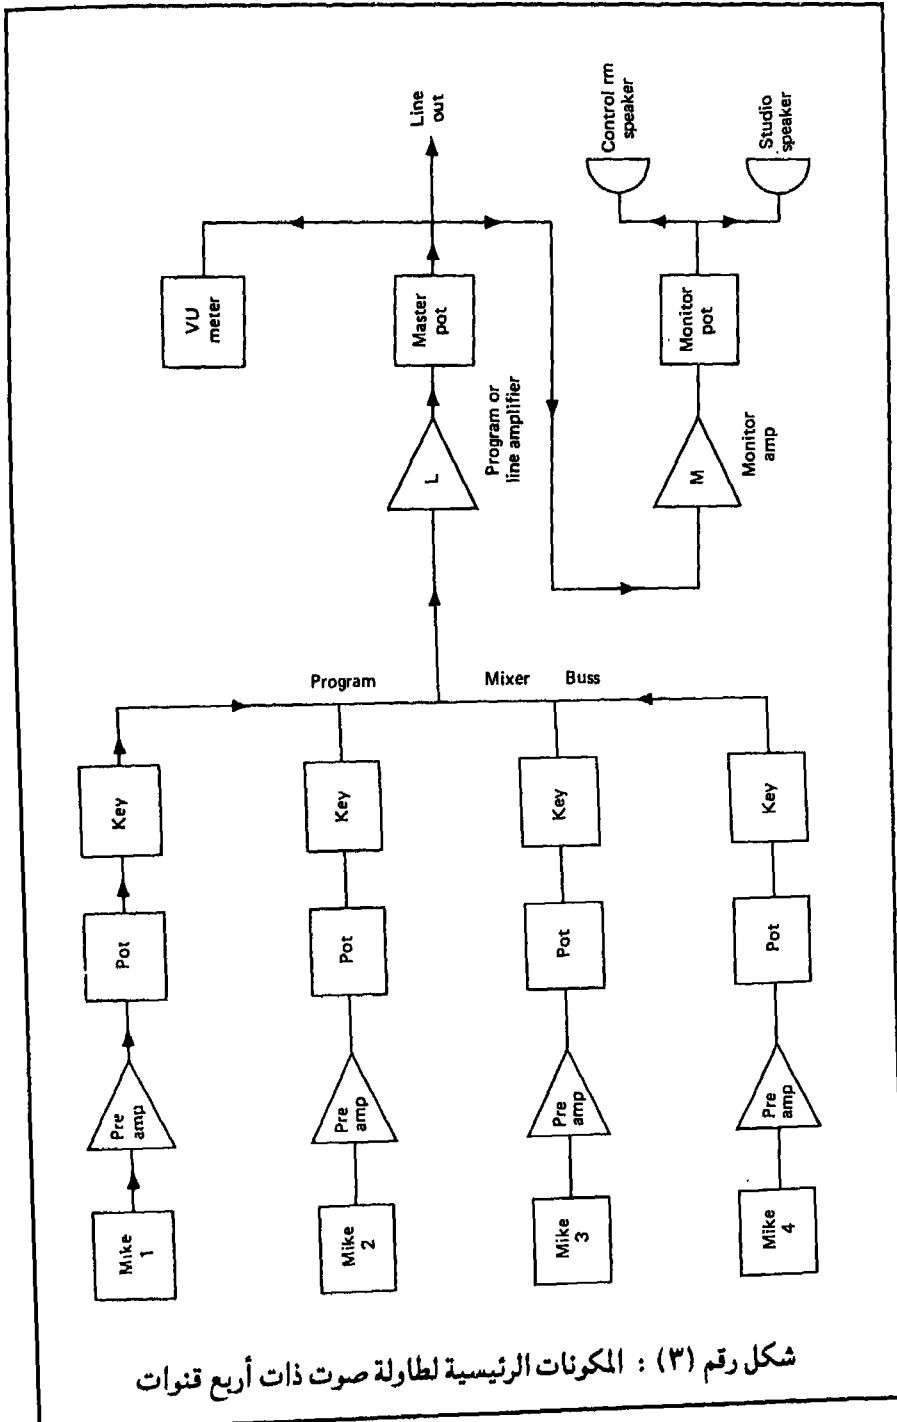 Line
out
Control rm
speaker
Studio
speaker
VU
meter
Master
pot
Monitor
pot
Program or
line amplifier
L
Monitor
amp
M
Program Mixer Buss
Key
Key
Key
Key
Pot
Pot
Pot
Pot
Pre
amp
Pre
amp
Pre
amp
Pre
amp
Mike
1
Mike
2
Mike
3
Mike
4
شكل رقم (٣) : المكونات الرئيسية لطاولة صوت ذات أربع قنوات